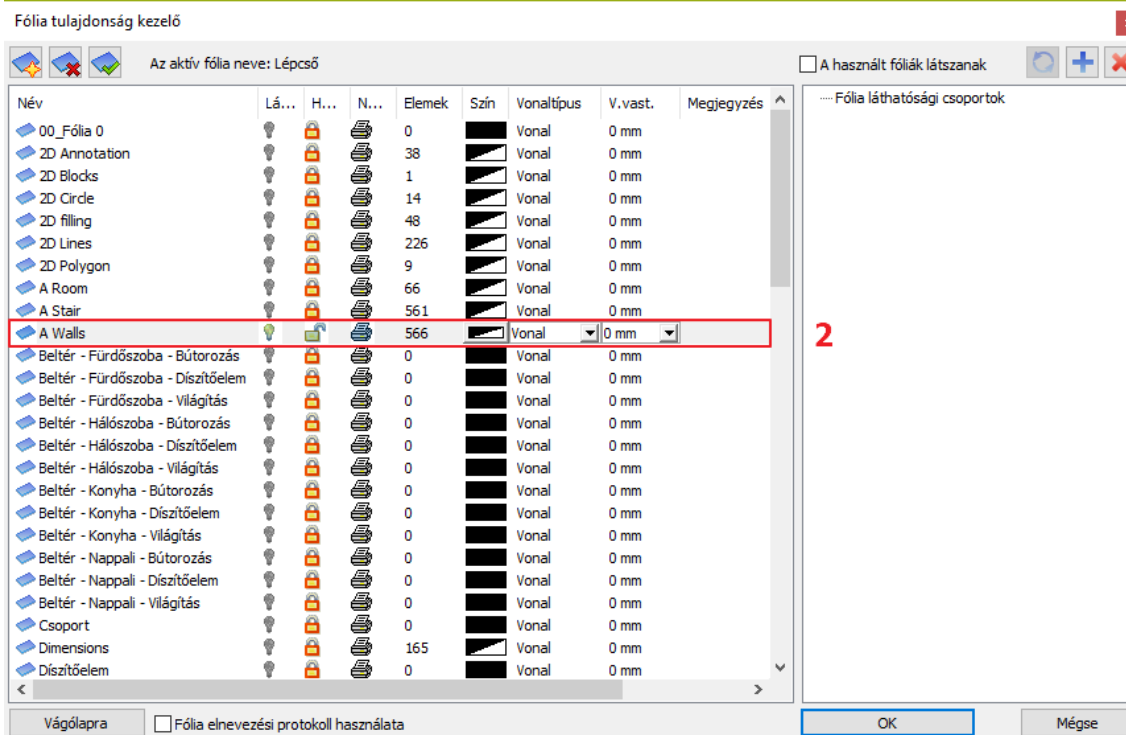 Fólia tulajdonság kezelő
Az aktív fólia neve: Lépcső
A használt fóliák látszanak
Név Lá... H... N... Elemek Szín Vonaltípus V.vast. Megjegyzés
Fólia láthatósági csoportok
00_Fólia 0 0 Vonal 0 mm
2D Annotation 38 Vonal 0 mm
2D Blocks 1 Vonal 0 mm
2D Circle 14 Vonal 0 mm
2D filling 48 Vonal 0 mm
2D Lines 226 Vonal 0 mm
2D Polygon 9 Vonal 0 mm
A Room 66 Vonal 0 mm
A Stair 561 Vonal 0 mm
A Walls 566 Vonal 0 mm
2
Beltér - Fürdőszoba - Bútorozás 0 Vonal 0 mm
Beltér - Fürdőszoba - Díszítőelem 0 Vonal 0 mm
Beltér - Fürdőszoba - Világítás 0 Vonal 0 mm
Beltér - Hálószoba - Bútorozás 0 Vonal 0 mm
Beltér - Hálószoba - Díszítőelem 0 Vonal 0 mm
Beltér - Hálószoba - Világítás 0 Vonal 0 mm
Beltér - Konyha - Bútorozás 0 Vonal 0 mm
Beltér - Konyha - Díszítőelem 0 Vonal 0 mm
Beltér - Konyha - Világítás 0 Vonal 0 mm
Beltér - Nappali - Bútorozás 0 Vonal 0 mm
Beltér - Nappali - Díszítőelem 0 Vonal 0 mm
Beltér - Nappali - Világítás 0 Vonal 0 mm
Csoport 0 Vonal 0 mm
Dimensions 165 Vonal 0 mm
Díszítőelem 0 Vonal 0 mm
Vágólapra
Fólia elnevezési protokoll használata
OK
Mégse